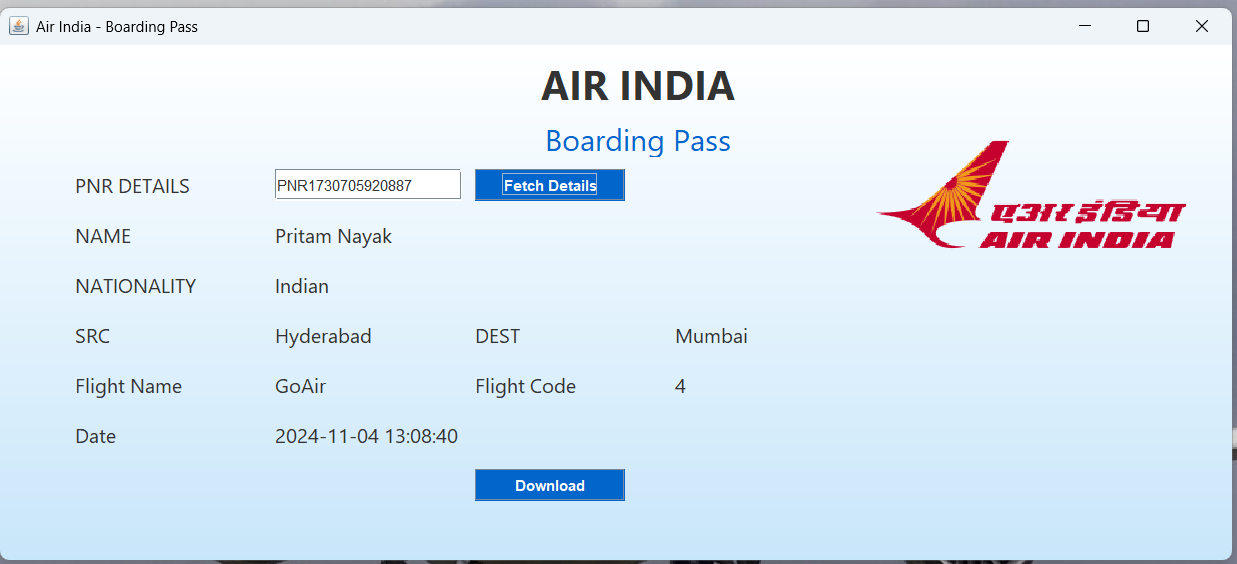 Air India - Boarding Pass
AIR INDIA
Boarding Pass
PNR DETAILS PNR1730705920887 Fetch Details
एअर इंडिया
AIR INDIA
NAME Pritam Nayak
NATIONALITY Indian
SRC Hyderabad DEST Mumbai
Flight Name GoAir Flight Code 4
Date 2024-11-04 13:08:40
Download